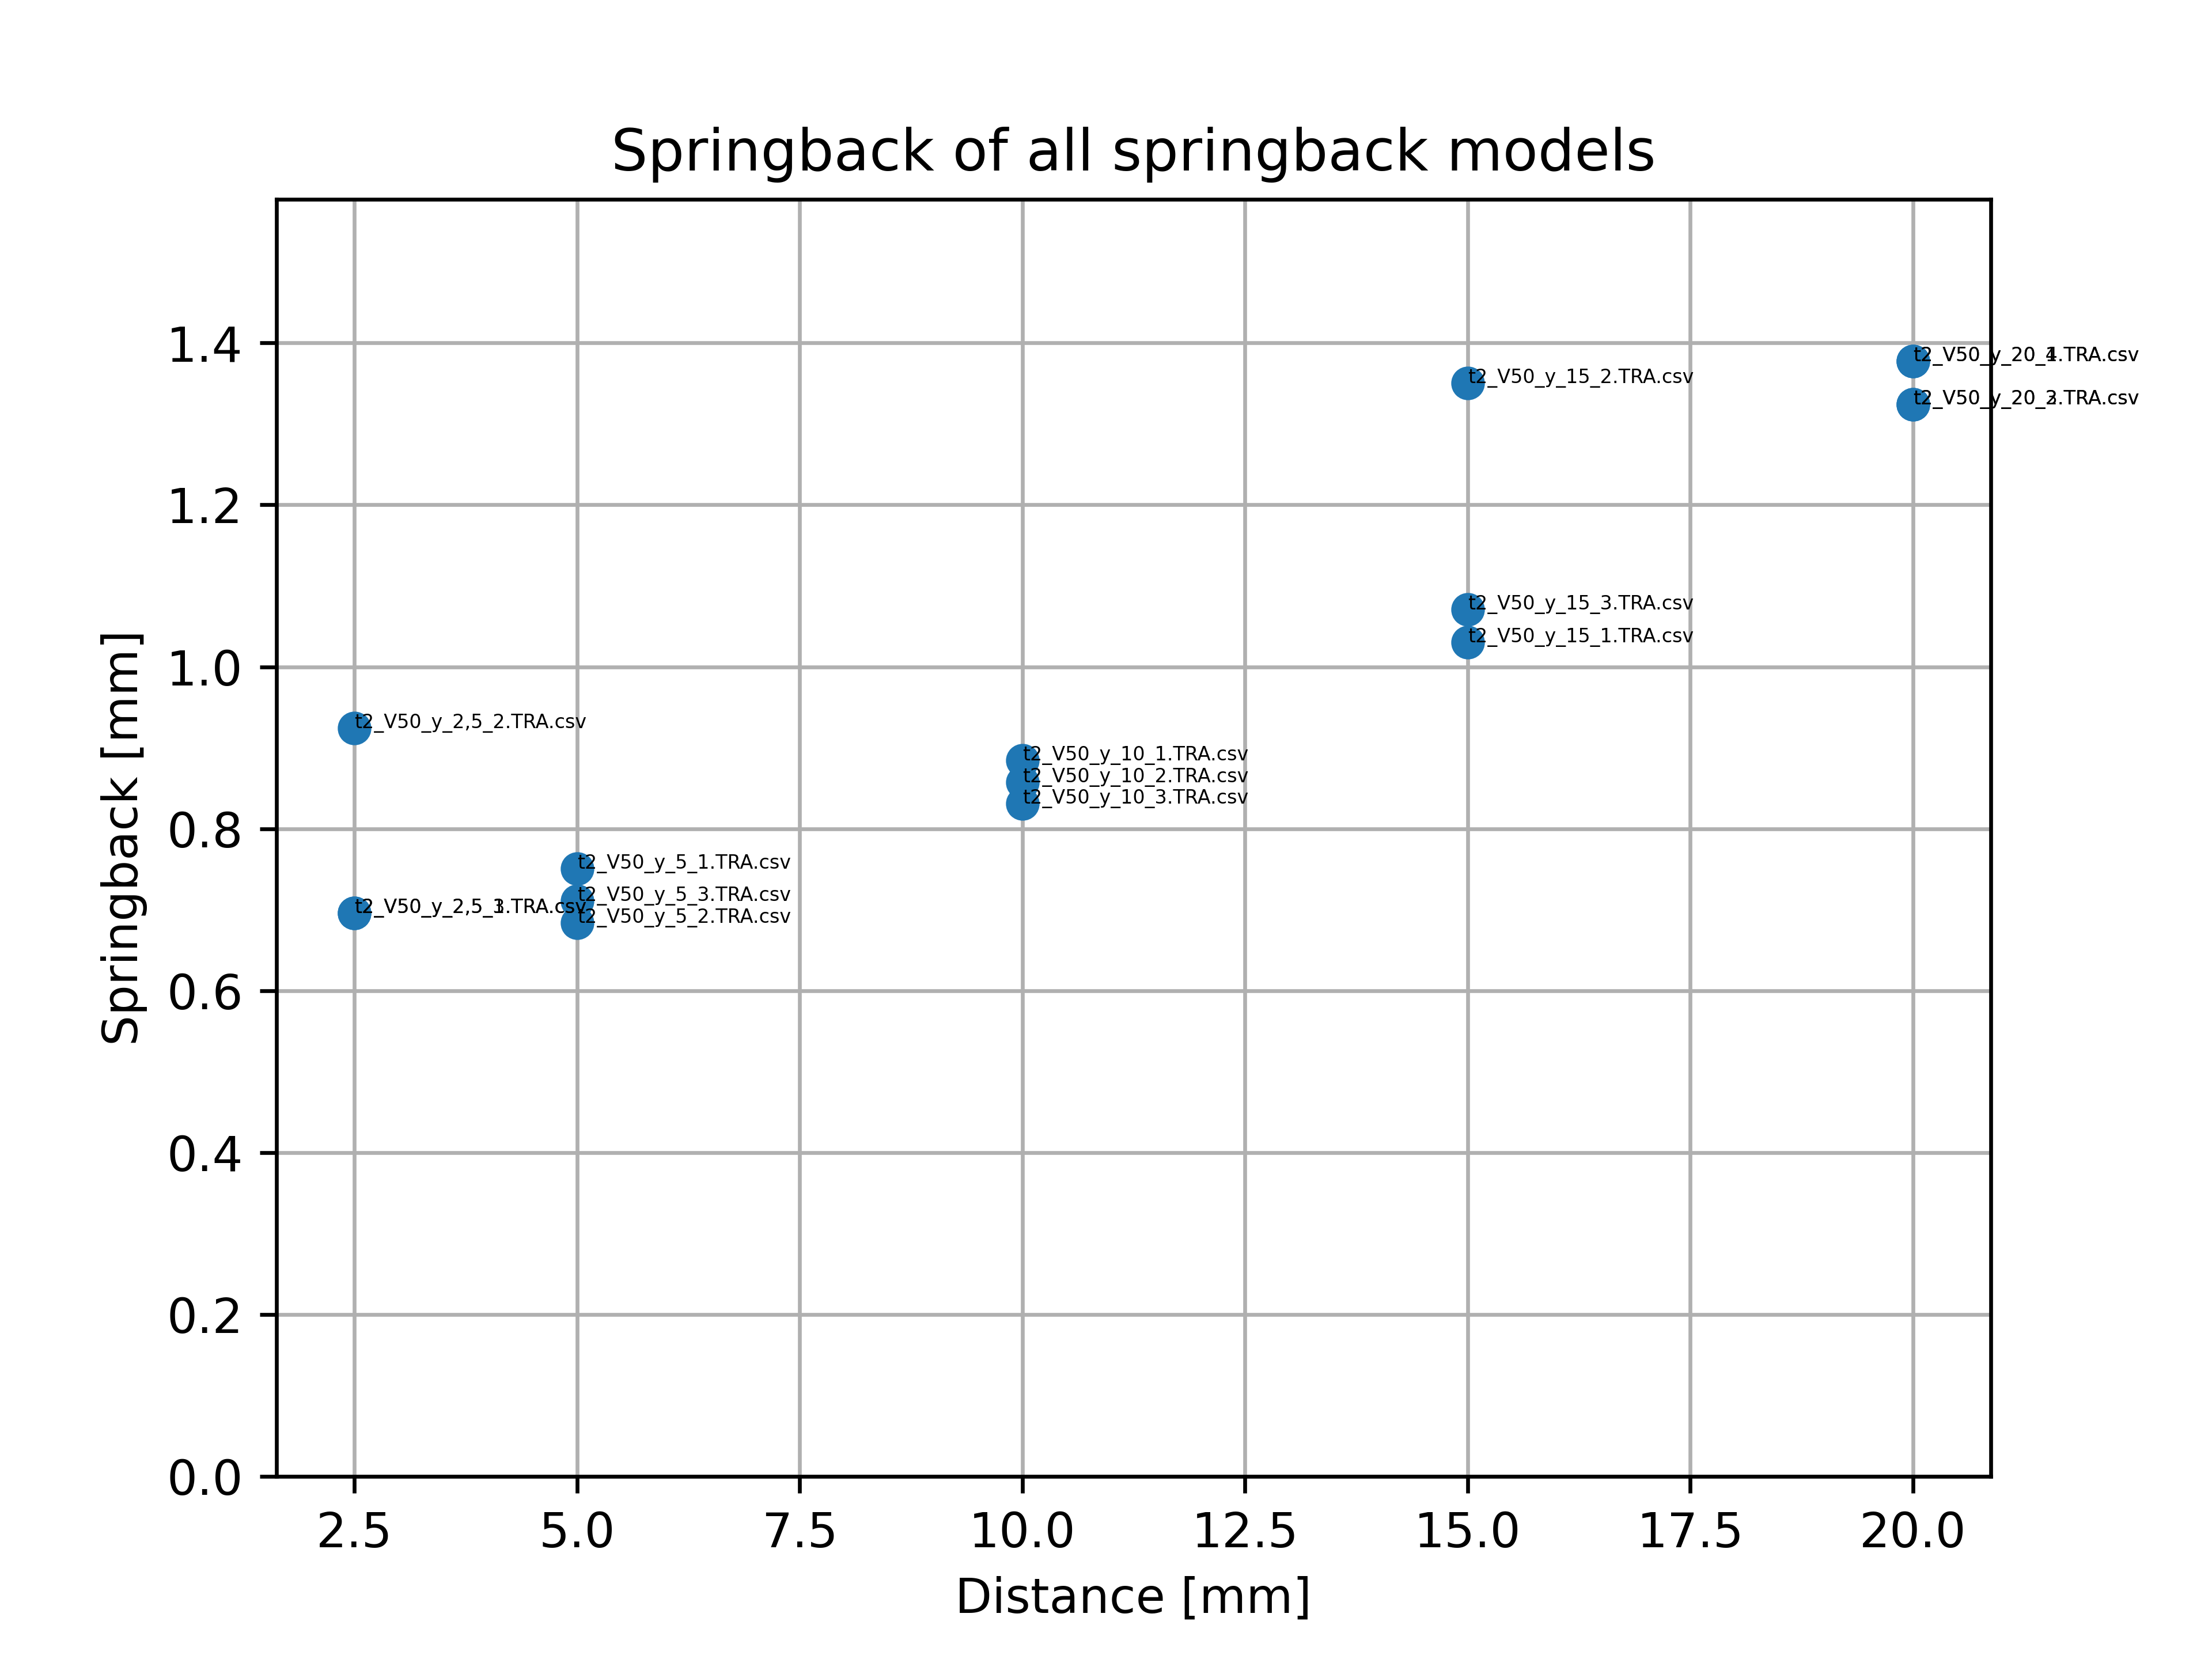 Springback of all springback models
1.4
1.2
1.0
0.8
0.6
0.4
0.2
0.0
Springback [mm]
t2_V50_y_15_2.TRA.csv
t2_V50_y_15_3.TRA.csv
t2_V50_y_15_1.TRA.csv
t2_V50_y_2,5_2.TRA.csv
t2_V50_y_10_1.TRA.csv
t2_V50_y_10_2.TRA.csv
t2_V50_y_10_3.TRA.csv
t2_V50_y_5_1.TRA.csv
t2_V50_y_5_3.TRA.csv
t2_V50_y_5_2.TRA.csv
2.5 5.0 7.5 10.0 12.5 15.0 17.5 20.0
Distance [mm]